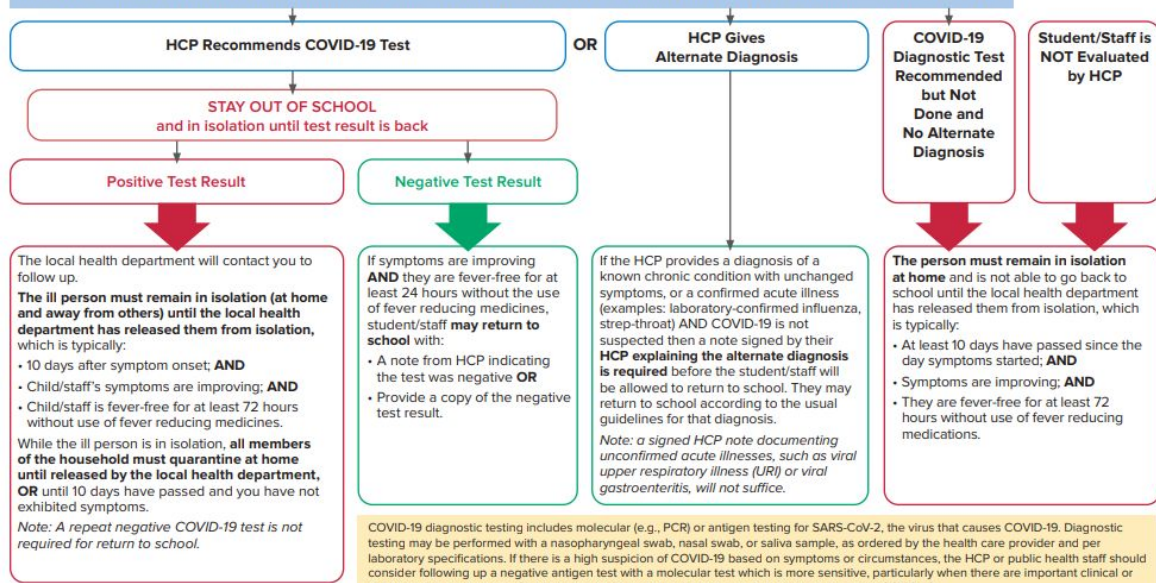 HCP Recommends COVID-19 Test
OR
HCP Gives
Alternate Diagnosis
COVID-19
Diagnostic Test
Recommended
but Not
Done and
No Alternate
Diagnosis
Student/Staff is
NOT Evaluated
by HCP
STAY OUT OF SCHOOL
and in isolation until test result is back
Positive Test Result
Negative Test Result
The local health department will contact you to
follow up.
The ill person must remain in isolation (at home
and away from others) until the local health
department has released them from isolation,
which is typically:
• 10 days after symptom onset; AND
• Child/staff's symptoms are improving; AND
• Child/staff is fever-free for at least 72 hours
without use of fever reducing medicines.
While the ill person is in isolation, all members
of the household must quarantine at home
until released by the local health department,
OR until 10 days have passed and you have not
exhibited symptoms.
Note: A repeat negative COVID-19 test is not
required for return to school.
If symptoms are improving
AND they are fever-free for at
least 24 hours without the use
of fever reducing medicines,
student/staff may return to
school with:
• A note from HCP indicating
the test was negative OR
• Provide a copy of the negative
test result.
If the HCP provides a diagnosis of a
known chronic condition with unchanged
symptoms, or a confirmed acute illness
(examples: laboratory-confirmed influenza,
strep-throat) AND COVID-19 is not
suspected then a note signed by their
HCP explaining the alternate diagnosis
is required before the student/staff will
be allowed to return to school. They may
return to school according to the usual
guidelines for that diagnosis.
Note: a signed HCP note documenting
unconfirmed acute illnesses, such as viral
upper respiratory illness (URI) or viral
gastroenteritis, will not suffice.
The person must remain in isolation
at home and is not able to go back to
school until the local health department
has released them from isolation, which
is typically:
• At least 10 days have passed since the
day symptoms started; AND
• Symptoms are improving; AND
• They are fever-free for at least 72
hours without use of fever reducing
medications.
COVID-19 diagnostic testing includes molecular (e.g., PCR) or antigen testing for SARS-CoV-2, the virus that causes COVID-19. Diagnostic
testing may be performed with a nasopharyngeal swab, nasal swab, or saliva sample, as ordered by the health care provider and per
laboratory specifications. If there is a high suspicion of COVID-19 based on symptoms or circumstances, the HCP or public health staff should
consider following up a negative antigen test with a molecular test which is more sensitive, particularly when there are important clinical or